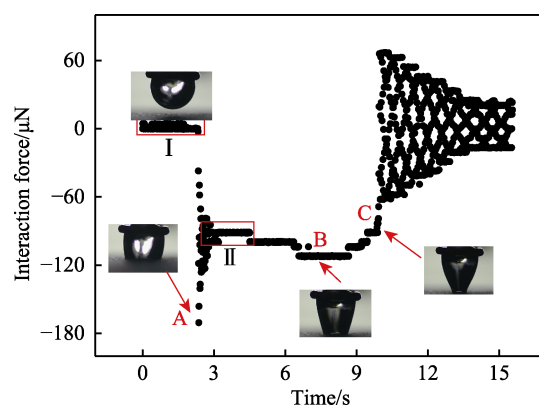 Interaction force/μN
60
0
−60
−120
−180
I
II
A
B
C
0 3 6 9 12 15
Time/s